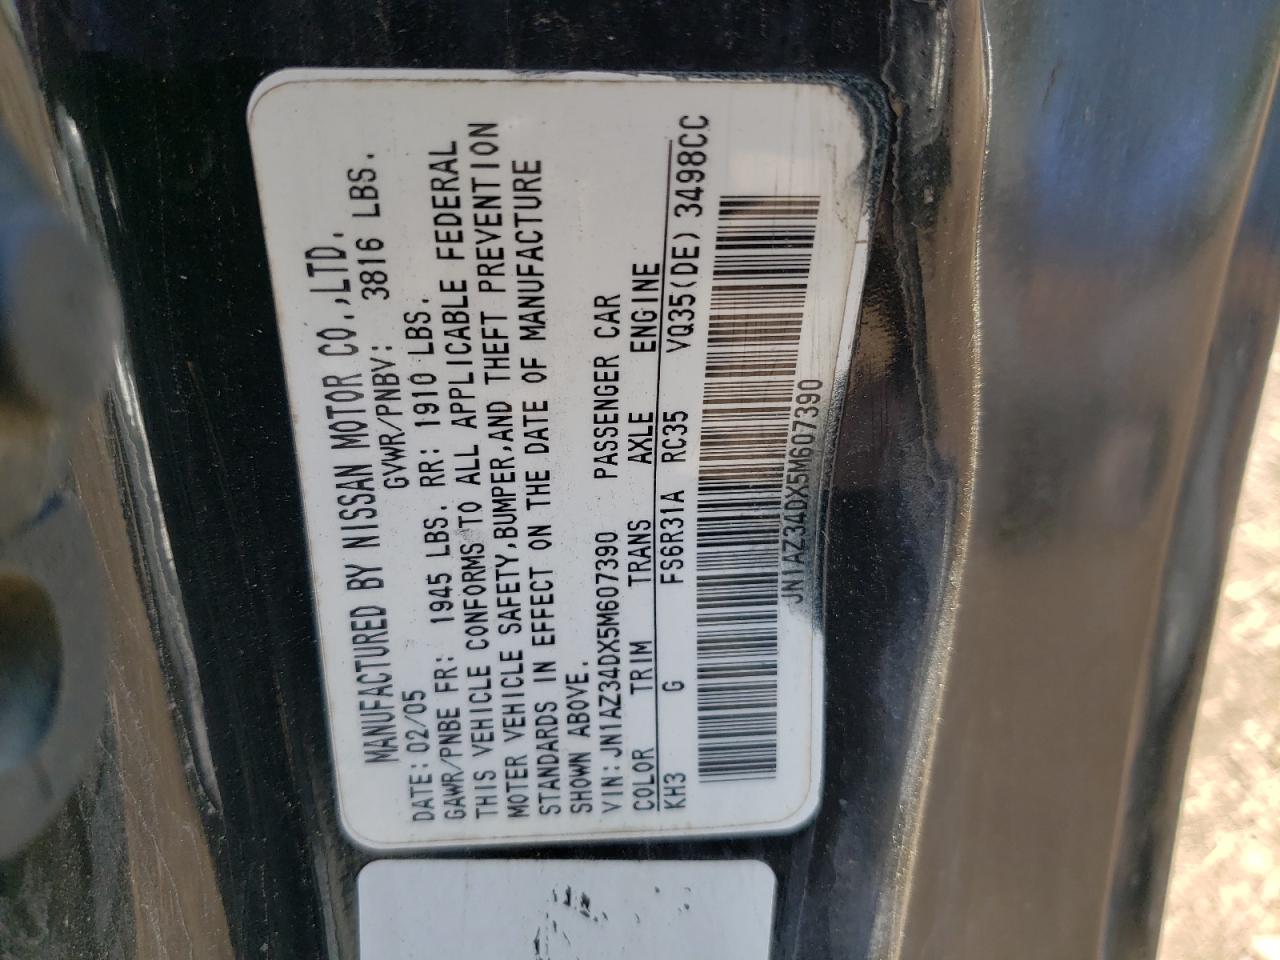 MANUFACTURED BY NISSAN MOTOR CO.,LTD.
DATE: 02/05 GVWR/PNBV: 3816 LBS.
GAWR/PNBE FR: 1945 LBS. RR: 1910 LBS.
THIS VEHICLE CONFORMS TO ALL APPLICABLE FEDERAL
MOTER VEHICLE SAFETY,BUMPER,AND THEFT PREVENTION
STANDARDS IN EFFECT ON THE DATE OF MANUFACTURE
SHOWN ABOVE.
VIN:JN1AZ34DX5M607390 PASSENGER CAR
COLOR TRIM TRANS AXLE ENGINE
KH3 G FS6R31A RC35 VQ35(DE) 3498CC
JN1AZ34DX5M607390